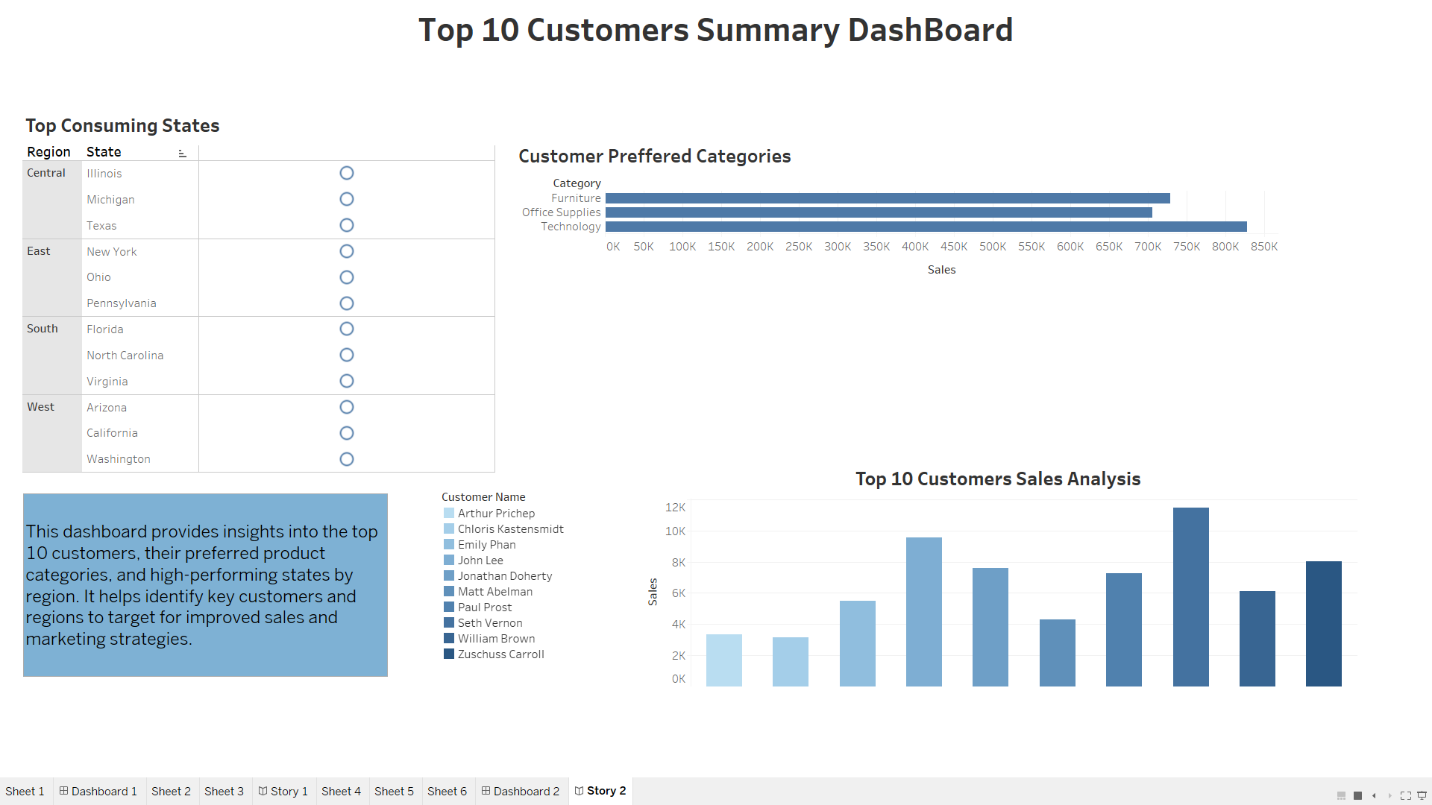 Top 10 Customers Summary DashBoard
Top Consuming States
Region State
Central Illinois
Michigan
Texas
East New York
Ohio
Pennsylvania
South Florida
North Carolina
Virginia
West Arizona
California
Washington
Customer Preffered Categories
Category
Furniture
Office Supplies
Technology
0K 50K 100K 150K 200K 250K 300K 350K 400K 450K 500K 550K 600K 650K 700K 750K 800K 850K
Sales
This dashboard provides insights into the top
10 customers, their preferred product
categories, and high-performing states by
region. It helps identify key customers and
regions to target for improved sales and
marketing strategies.
Customer Name
Arthur Prichep
Chloris Kastensmidt
Emily Phan
John Lee
Jonathan Doherty
Matt Abelman
Paul Prost
Seth Vernon
William Brown
Zuschuss Carroll
Top 10 Customers Sales Analysis
Sales
12K
10K
8K
6K
4K
2K
0K
Sheet 1 Dashboard 1 Sheet 2 Sheet 3 Story 1 Sheet 4 Sheet 5 Sheet 6 Dashboard 2 Story 2